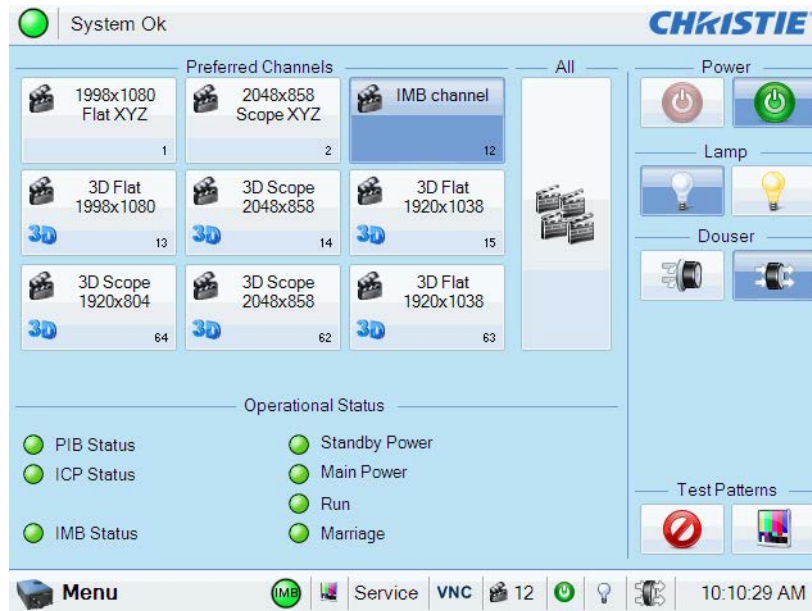 System Ok
CHRISTIE
Preferred Channels
All
Power
1998x1080
Flat XYZ
1
2048x858
Scope XYZ
2
IMB channel
12
Lamp
3D Flat
1998x1080
3D
13
3D Scope
2048x858
3D
14
3D Flat
1920x1038
3D
15
Douser
3D Scope
1920x804
3D
64
3D Scope
2048x858
3D
62
3D Flat
1920x1038
3D
63
Operational Status
PIB Status
Standby Power
ICP Status
Main Power
Run
IMB Status
Marriage
Test Patterns
Menu
IMB
Service
VNC
12
10:10:29 AM